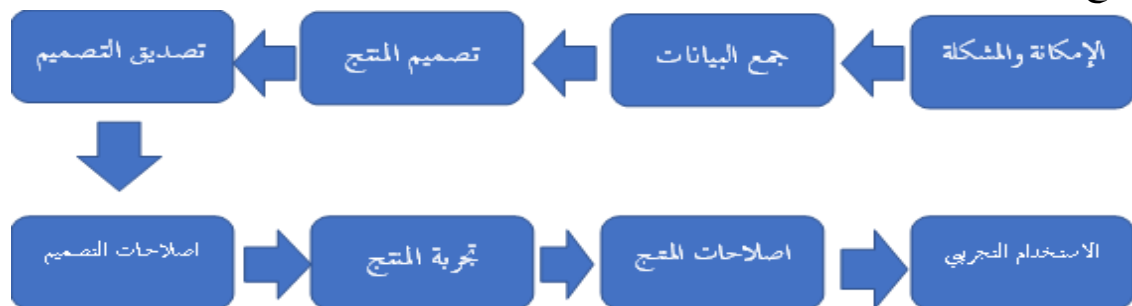 الإمكانة والمشكلة
جمع البيانات
تصميم المنتج
تصديق التصميم
اصلاحات التصميم
تجربة المنتج
اصلاحات المنتج
الاستخدام التجريبي